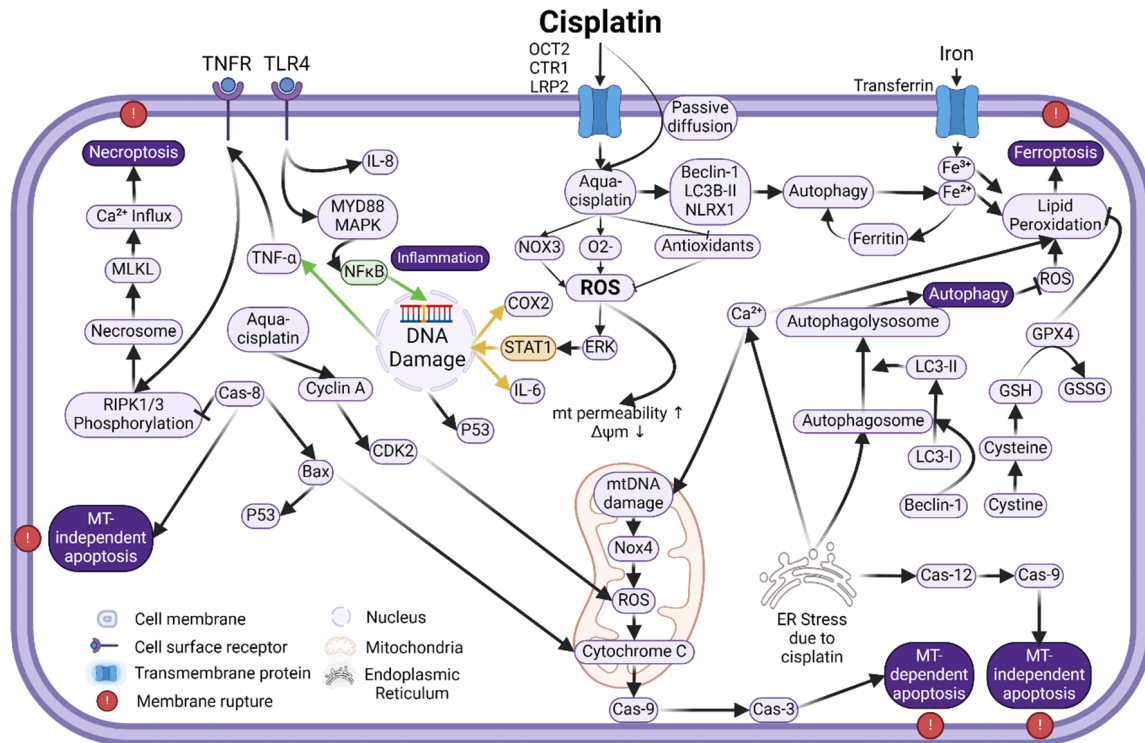 Cisplatin
OCT2
CTR1
LRP2
TNFR
TLR4
Iron
Transferrin
Passive
diffusion
!
!
Necroptosis
IL-8
Aqua-
cisplatin
Beclin-1
LC3B-II
NLRX1
Autophagy
Fe³⁺
Fe²⁺
Ferroptosis
Ca²⁺ Influx
MYD88
MAPK
NOX3
O2-
Antioxidants
Ferritin
Lipid
Peroxidation
TNF-α
NFκB
Inflammation
MLKL
ROS
ROS
Autophagy
COX2
Ca²⁺
Autophagolysosome
Necrosome
Aqua-
cisplatin
DNA
Damage
STAT1
ERK
GPX4
LC3-II
IL-6
GSH
GSSG
Cyclin A
RIPK1/3
Phosphorylation
Cas-8
mt permeability ↑
Δψm ↓
Autophagosome
P53
CDK2
LC3-I
Cysteine
Bax
mtDNA
damage
Beclin-1
Cystine
P53
!
MT-
independent
apoptosis
Nox4
Cas-12
Cas-9
ROS
ER Stress
due to
cisplatin
Cytochrome C
MT-
dependent
apoptosis
MT-
independent
apoptosis
Cas-9
Cas-3
!
!
Cell membrane
Cell surface receptor
Transmembrane protein
!
Membrane rupture
Nucleus
Mitochondria
Endoplasmic
Reticulum